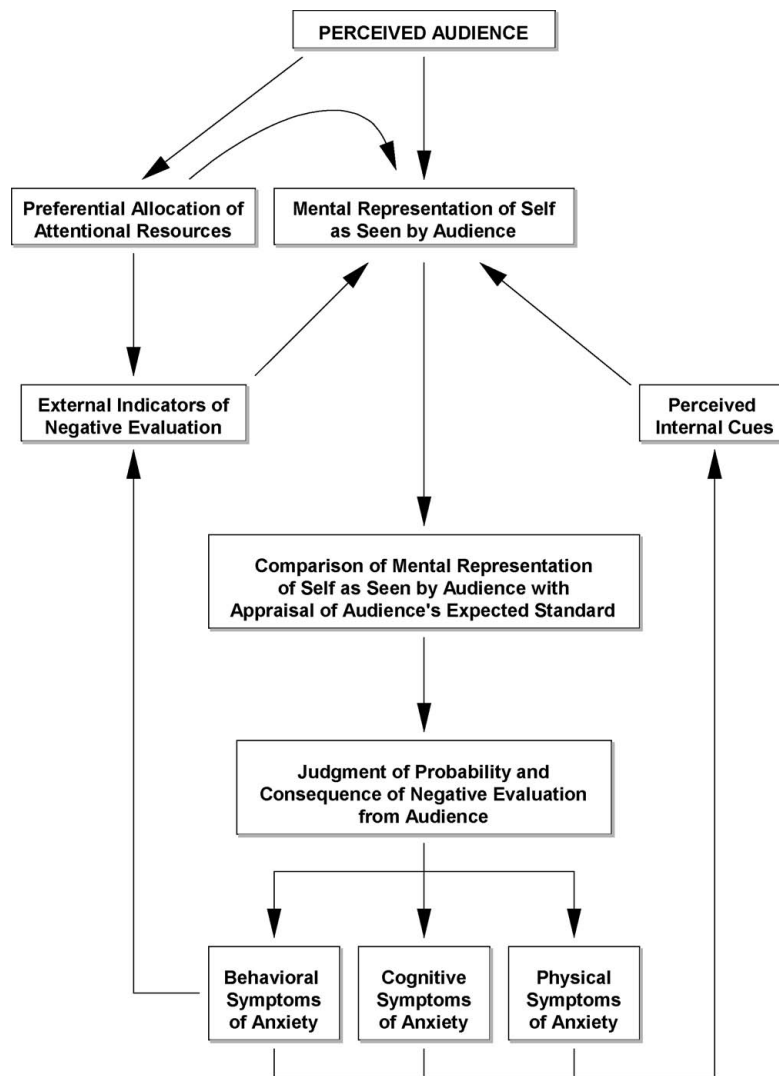 PERCEIVED AUDIENCE
Preferential Allocation of
Attentional Resources
Mental Representation of Self
as Seen by Audience
External Indicators of
Negative Evaluation
Perceived
Internal Cues
Comparison of Mental Representation
of Self as Seen by Audience with
Appraisal of Audience's Expected Standard
Judgment of Probability and
Consequence of Negative Evaluation
from Audience
Behavioral
Symptoms
of Anxiety
Cognitive
Symptoms
of Anxiety
Physical
Symptoms
of Anxiety